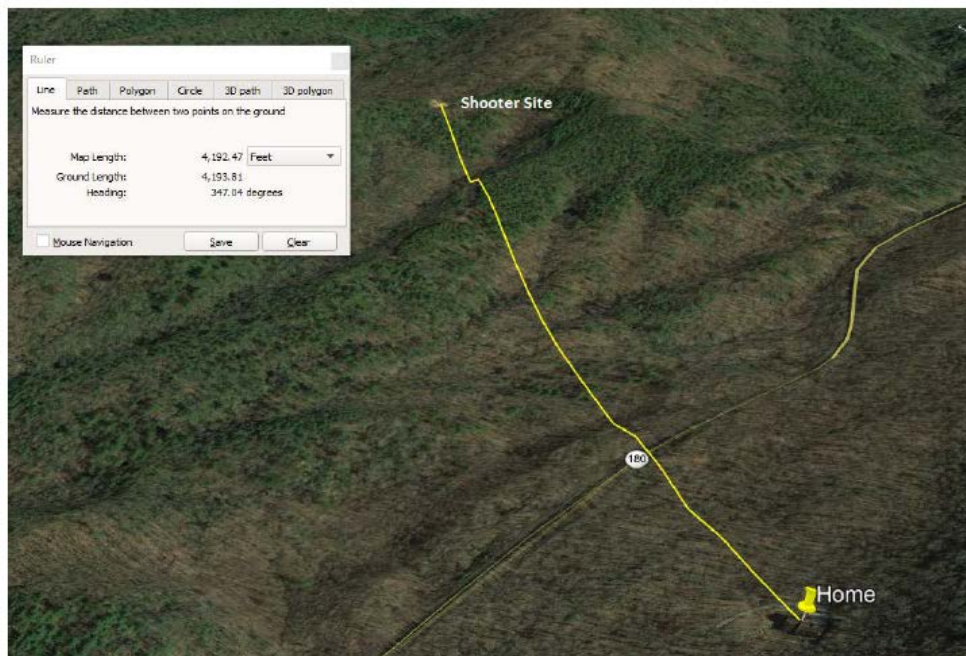 Ruler
Line Path Polygon Circle 3D path 3D polygon
Measure the distance between two points on the ground
Map Length: 4,192.47 Feet
Ground Length: 4,193.81
Heading: 347.04 degrees
Mouse Navigation Save Clear
Shooter Site
180
Home